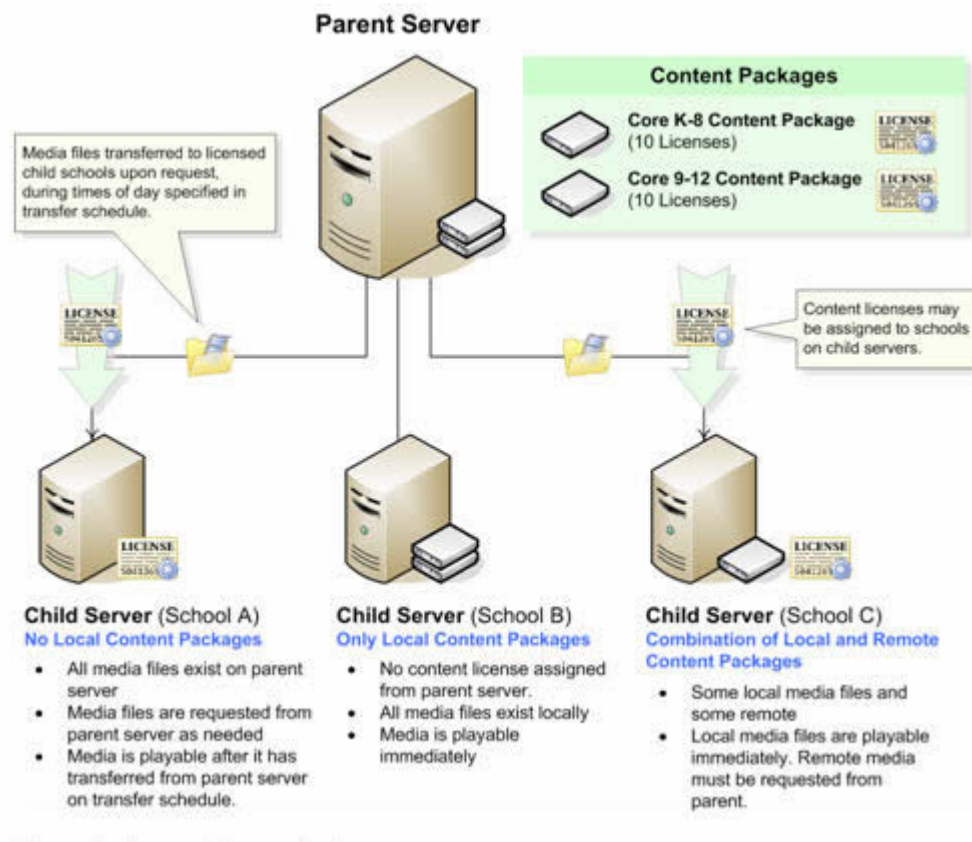 Parent Server
Content Packages
Core K-8 Content Package
(10 Licenses)
LICENSE
Core 9-12 Content Package
(10 Licenses)
LICENSE
Media files transferred to licensed
child schools upon request,
during times of day specified in
transfer schedule.
LICENSE
LICENSE
Content licenses may
be assigned to schools
on child servers.
LICENSE
LICENSE
Child Server (School A)
No Local Content Packages
• All media files exist on parent
server
• Media files are requested from
parent server as needed
• Media is playable after it has
transferred from parent server
on transfer schedule.
Child Server (School B)
Only Local Content Packages
• No content license assigned
from parent server.
• All media files exist locally
• Media is playable
immediately
Child Server (School C)
Combination of Local and Remote
Content Packages
• Some local media files and
some remote
• Local media files are playable
immediately. Remote media
must be requested from
parent.